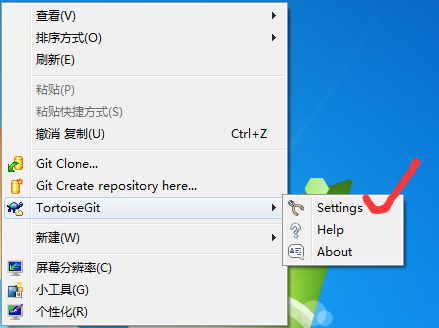 查看(V)
排序方式(O)
刷新(E)
粘贴(P)
粘贴快捷方式(S)
撤消 复制(U) Ctrl+Z
Git Clone...
Git Create repository here...
TortoiseGit
Settings
Help
About
新建(W)
屏幕分辨率(C)
小工具(G)
个性化(R)